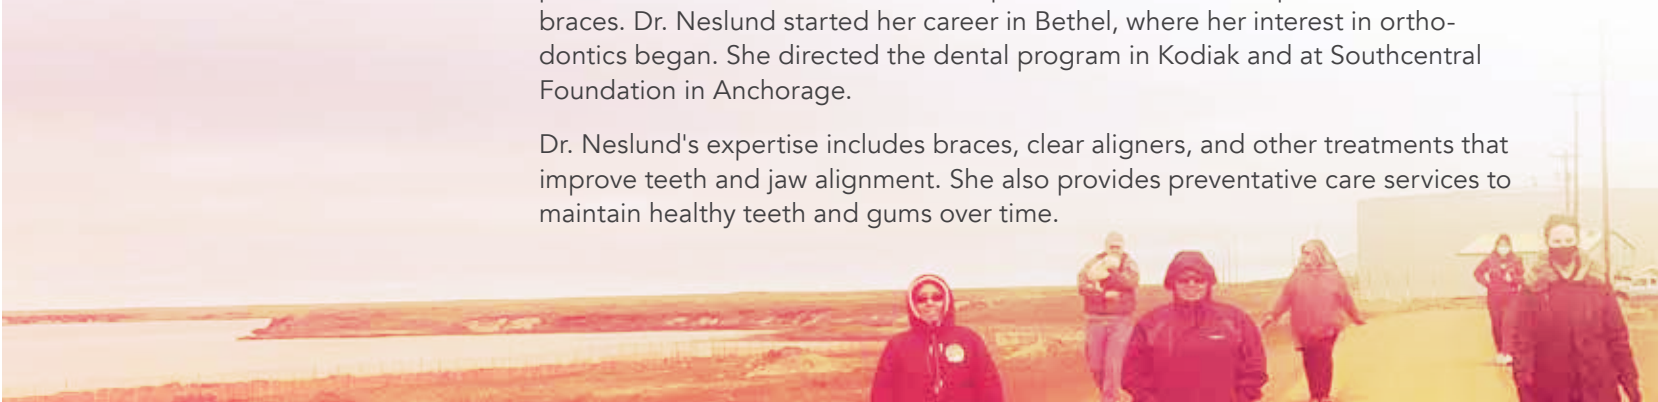 braces. Dr. Neslund started her career in Bethel, where her interest in ortho-
dontics began. She directed the dental program in Kodiak and at Southcentral
Foundation in Anchorage.
Dr. Neslund's expertise includes braces, clear aligners, and other treatments that
improve teeth and jaw alignment. She also provides preventative care services to
maintain healthy teeth and gums over time.